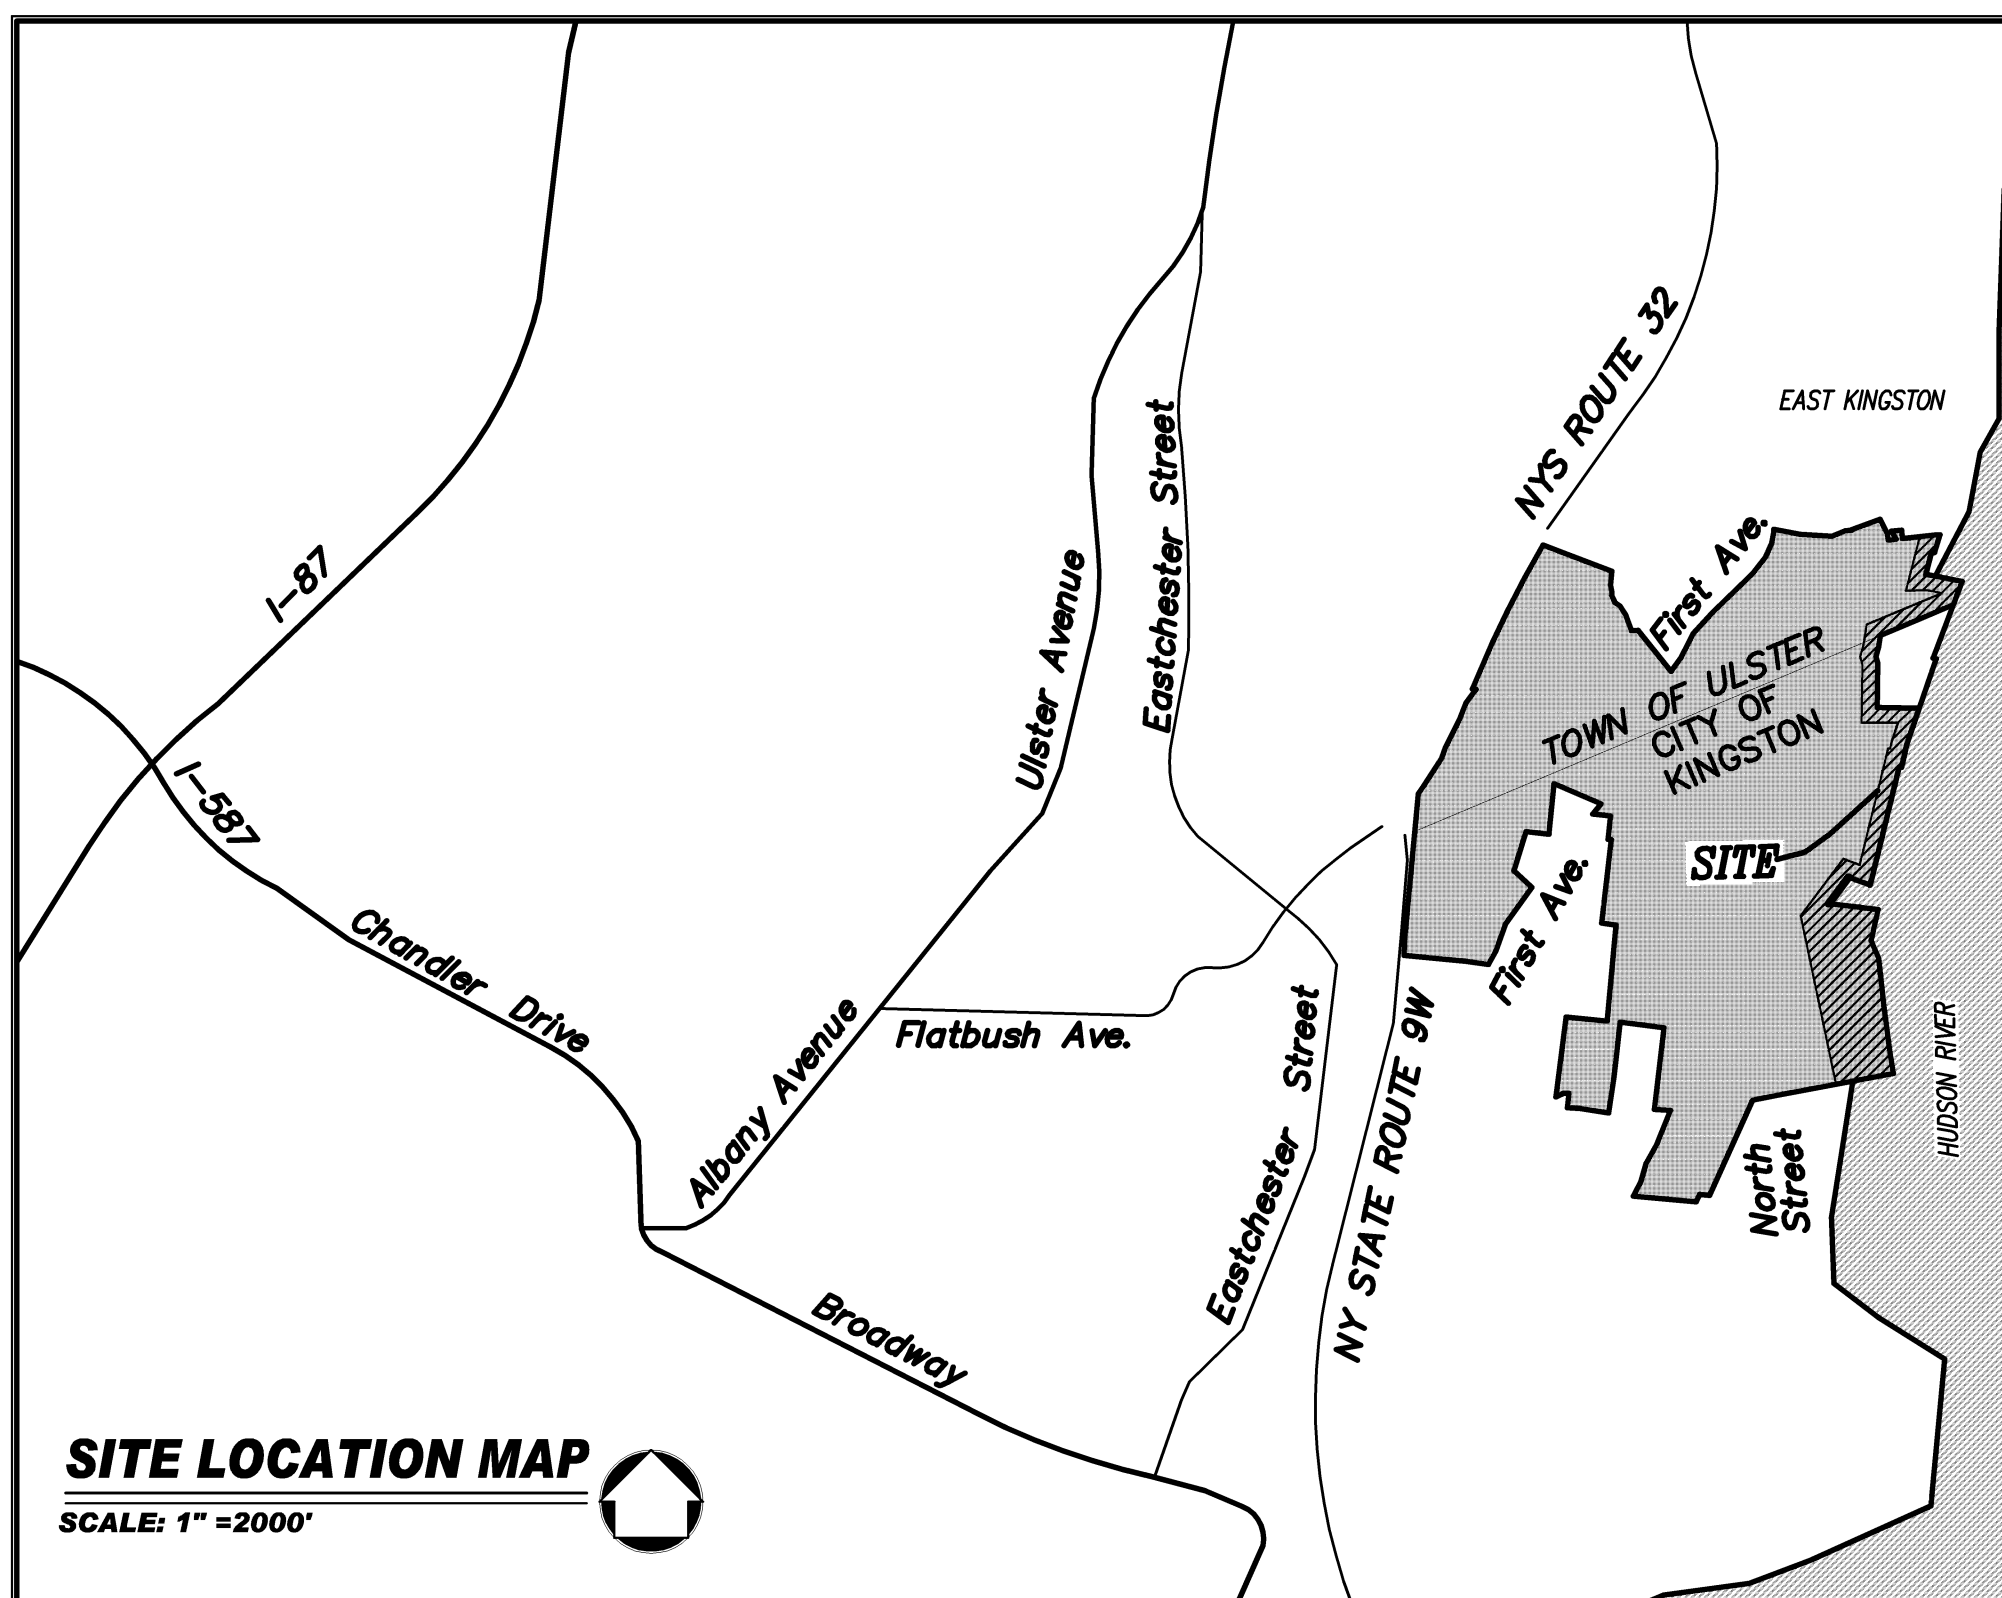 NYS ROUTE 32
EAST KINGSTON
Eastchester Street
First Ave.
I-87
Ulster Avenue
TOWN OF ULSTER
CITY OF
KINGSTON
I-587
SITE
First Ave.
Chandler Drive
Albany Avenue
Flatbush Ave.
Eastchester Street
NY STATE ROUTE 9W
HUDSON RIVER
North
Street
Broadway
SITE LOCATION MAP
SCALE: 1" =2000'